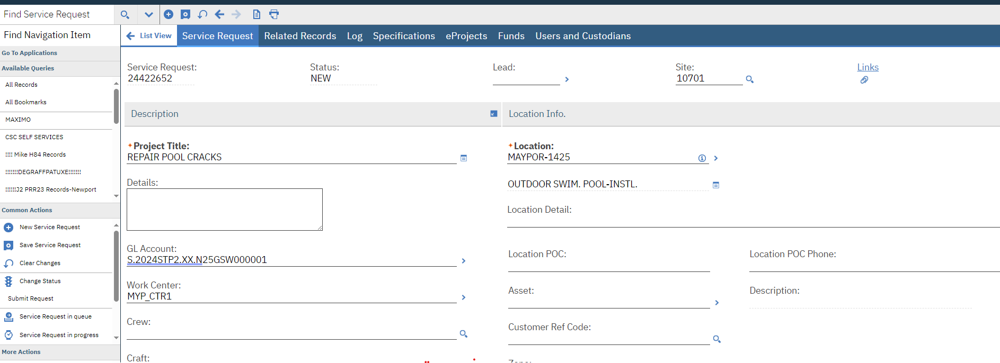 Find Service Request
Find Navigation Item
Go To Applications
Available Queries
All Records
All Bookmarks
MAXIMO
CSC SELF SERVICES
!!!! Mike H84 Records
!!!!!!!DEGRAFFPATUXE!!!!!!!
!!!!!!J2 PRR23 Records-Newport
Common Actions
New Service Request
Save Service Request
Clear Changes
Change Status
Submit Request
Service Request in queue
Service Request in progress
More Actions
List View Service Request Related Records Log Specifications eProjects Funds Users and Custodians
Service Request: Status: Lead: Site: Links
24422652 NEW 10701
Description
Project Title:
REPAIR POOL CRACKS
Details:
GL Account:
S.2024STP2.XX.N25GSW000001
Work Center:
MYP_CTR1
Crew:
Craft:
Location Info.
Location:
MAYPOR-1425
OUTDOOR SWIM. POOL-INSTL.
Location Detail:
Location POC: Location POC Phone:
Asset: Description:
Customer Ref Code: